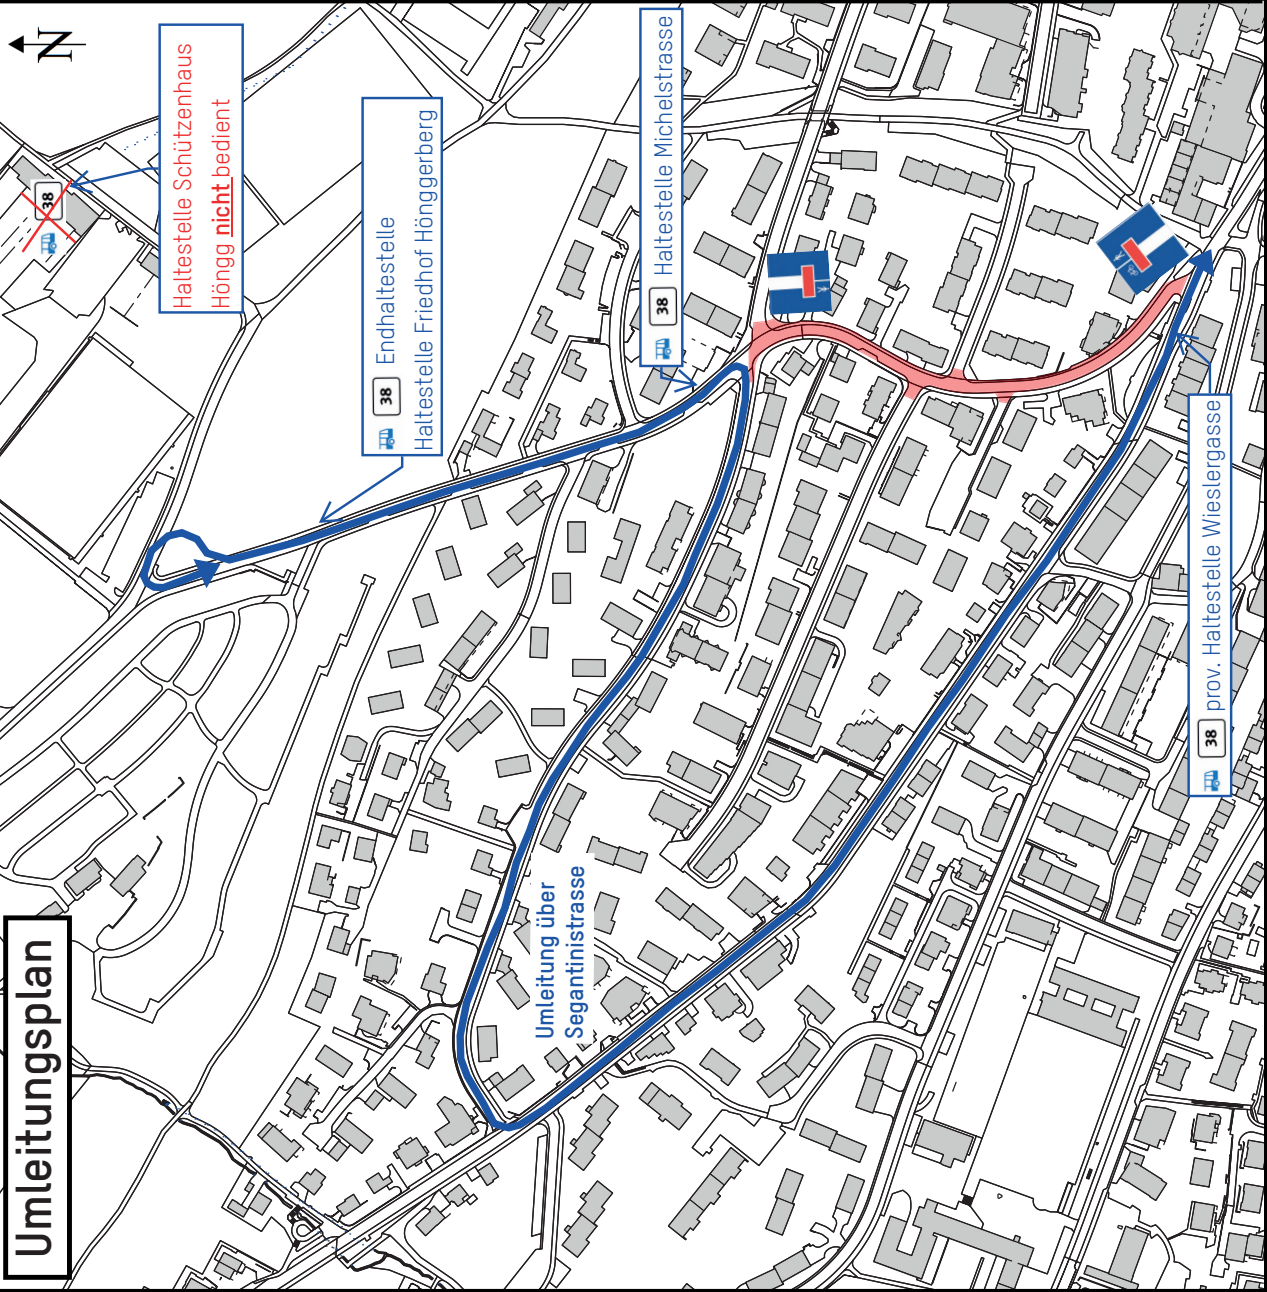 Umleitungsplan
N
Haltestelle Schützenhaus
Höngg nicht bedient
38
38 Endhaltestelle
Haltestelle Friedhof Hönggerberg
38 Haltestelle Michelstrasse
Umleitung über
Segantinistrasse
38 prov. Haltestelle Wieslergasse